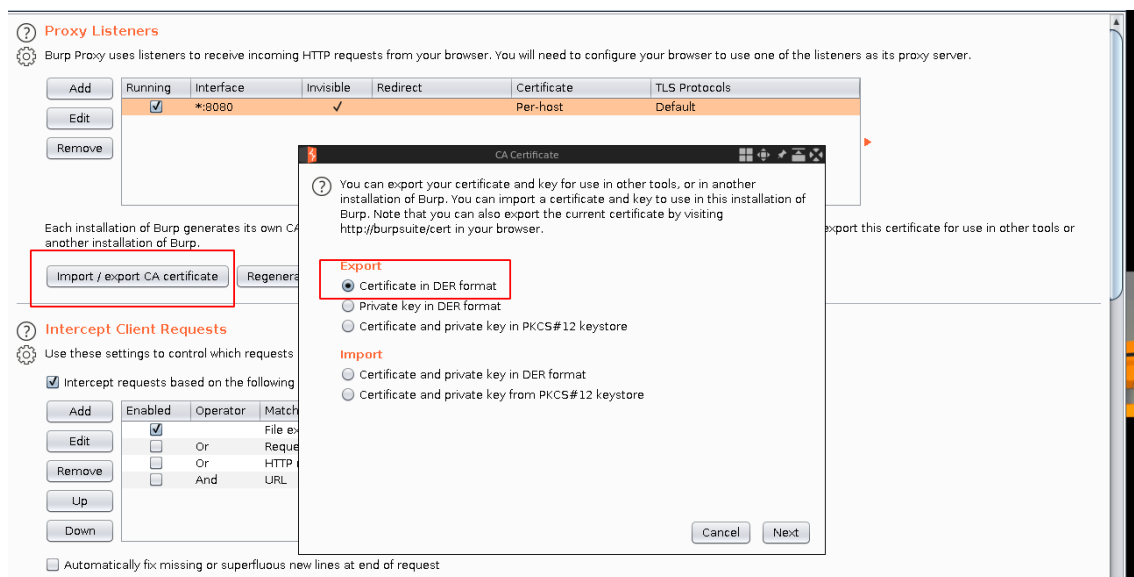 Proxy Listeners
Burp Proxy uses listeners to receive incoming HTTP requests from your browser. You will need to configure your browser to use one of the listeners as its proxy server.
Add
Running Interface Invisible Redirect Certificate TLS Protocols
*:8080 Per-host Default
Edit
Remove
CA Certificate
You can export your certificate and key for use in other tools, or in another
installation of Burp. You can import a certificate and key to use in this installation of
Burp. Note that you can also export the current certificate by visiting
http://burpsuite/cert in your browser.
Each installation of Burp generates its own CA
export this certificate for use in other tools or
another installation of Burp.
Import / export CA certificate
Export
Certificate in DER format
Private key in DER format
Certificate and private key in PKCS#12 keystore
Import
Certificate and private key in DER format
Certificate and private key from PKCS#12 keystore
Cancel Next
Intercept Client Requests
Use these settings to control which requests
Intercept requests based on the following
Add
Enabled Operator Match
File
Edit
Or
Or HTTP
Remove
And URL
Up
Down
Automatically fix missing or superfluous new lines at end of request